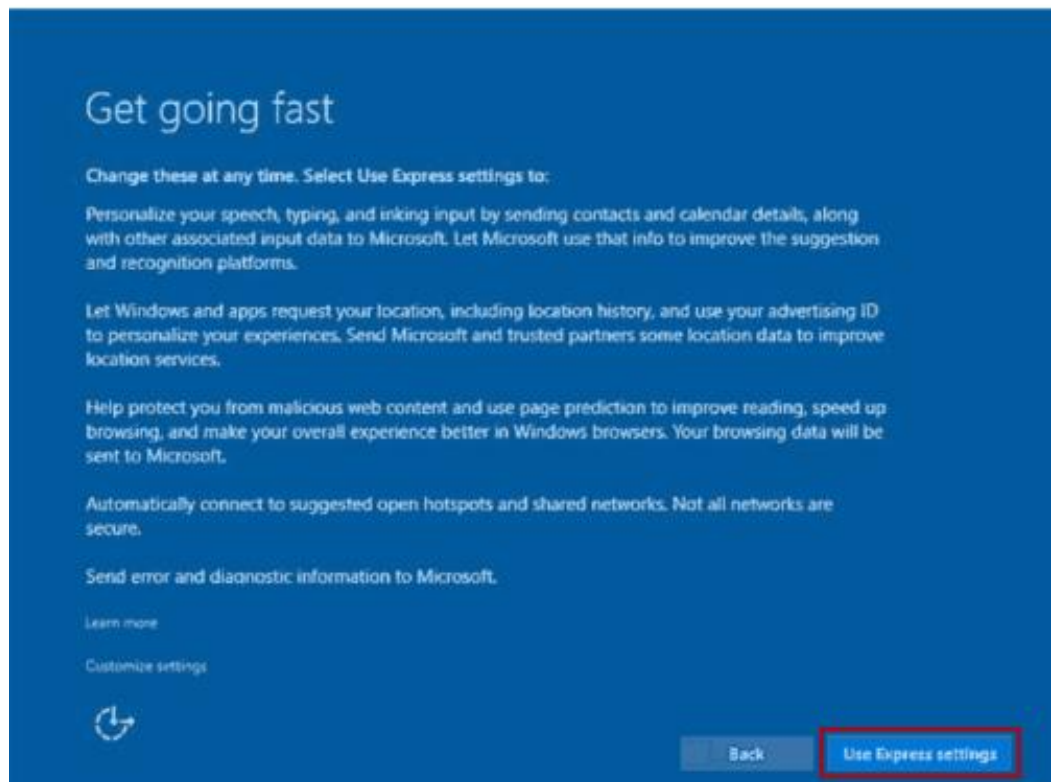 Get going fast
Change these at any time. Select Use Express settings to:
Personalize your speech, typing, and inking input by sending contacts and calendar details, along
with other associated input data to Microsoft. Let Microsoft use that info to improve the suggestion
and recognition platforms.
Let Windows and apps request your location, including location history, and use your advertising ID
to personalize your experiences. Send Microsoft and trusted partners some location data to improve
location services.
Help protect you from malicious web content and use page prediction to improve reading, speed up
browsing, and make your overall experience better in Windows browsers. Your browsing data will be
sent to Microsoft.
Automatically connect to suggested open hotspots and shared networks. Not all networks are
secure.
Send error and diagnostic information to Microsoft.
Learn more
Customize settings
Back
Use Express settings